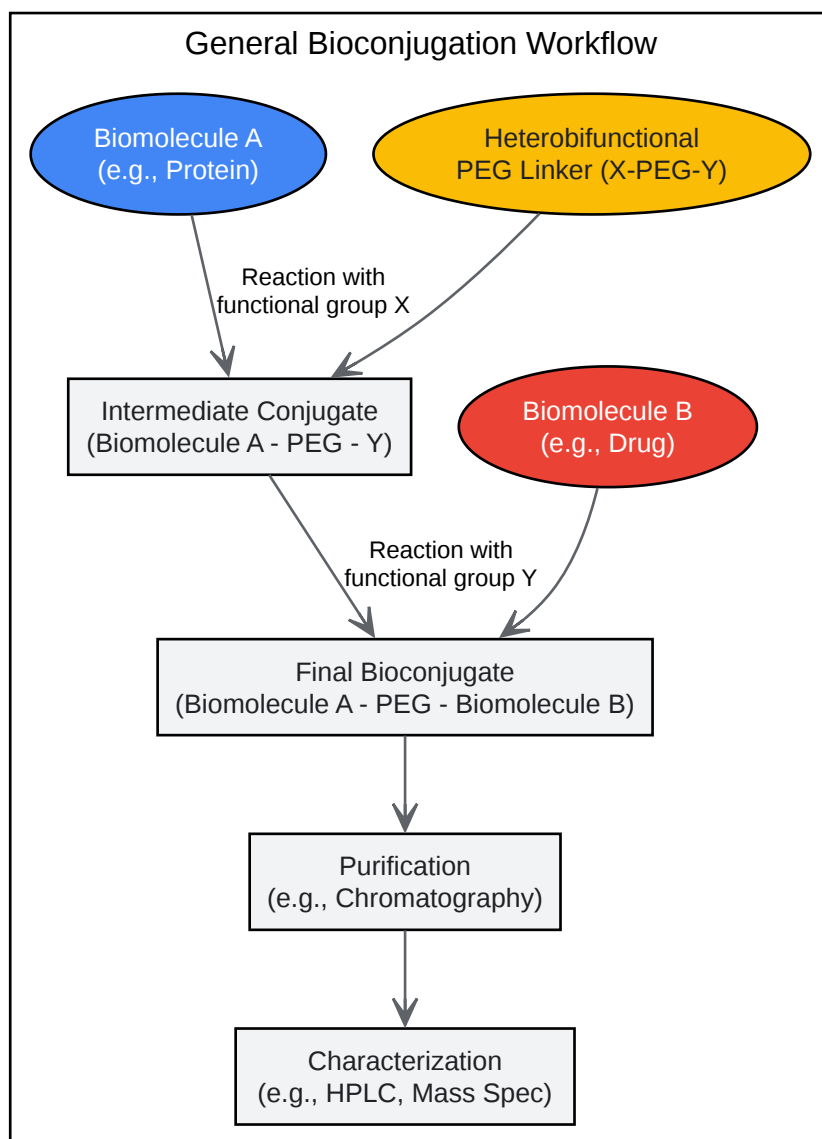 General Bioconjugation Workflow
Biomolecule A
(e.g., Protein)
Heterobifunctional
PEG Linker (X-PEG-Y)
Reaction with
functional group X
Intermediate Conjugate
(Biomolecule A - PEG - Y)
Biomolecule B
(e.g., Drug)
Reaction with
functional group Y
Final Bioconjugate
(Biomolecule A - PEG - Biomolecule B)
Purification
(e.g., Chromatography)
Characterization
(e.g., HPLC, Mass Spec)